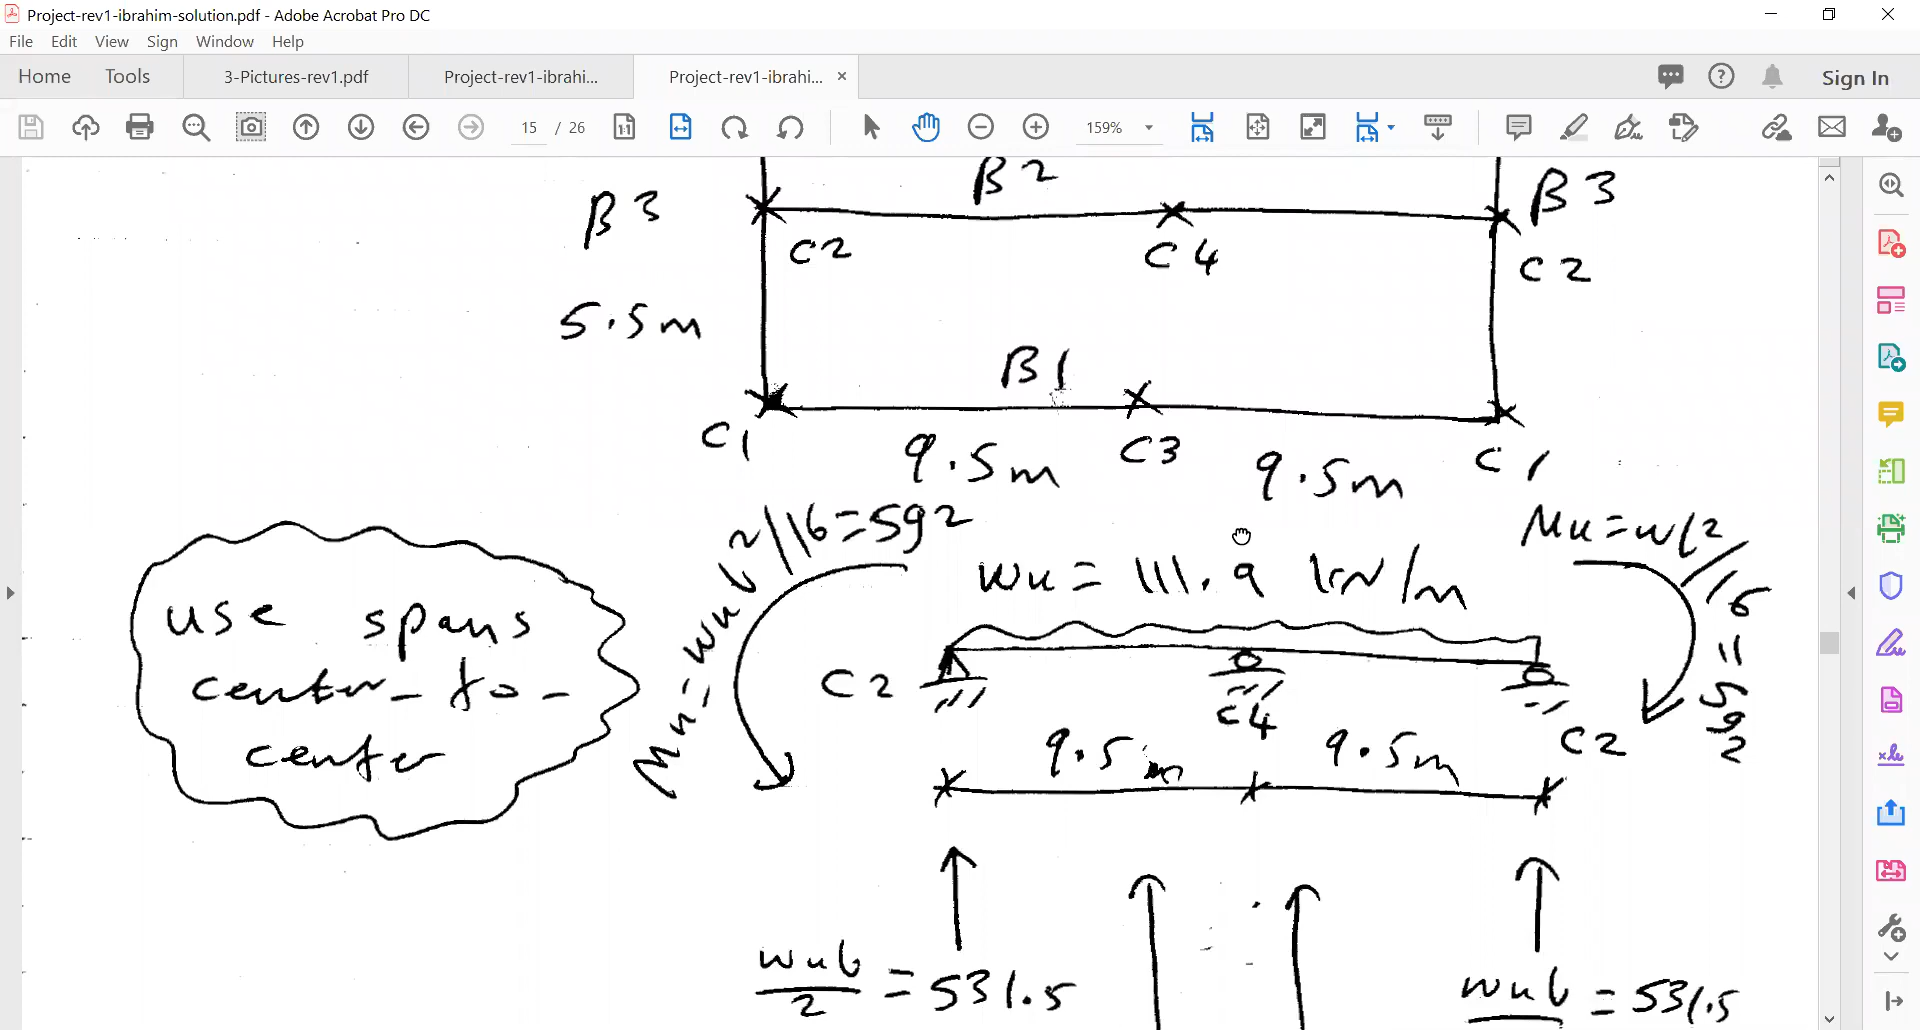 Project-rev1-ibrahim-solution.pdf - Adobe Acrobat Pro DC
File Edit View Sign Window Help
Home Tools 3-Pictures-rev1.pdf Project-rev1-ibrahi... Project-rev1-ibrahi... × Sign In
15 / 26 159%
B2
B3 B3
C2 C4 C2
5.5m
B1
C1 C3 C1
9.5m 9.5m
Mu=wul²/16=592
Mu=wl²/16=592
wu= 111.9 kN/m
use spans
center-to-
center
C2 C4 C2
9.5m 9.5m
wul/2 = 531.5
wul = 531.5